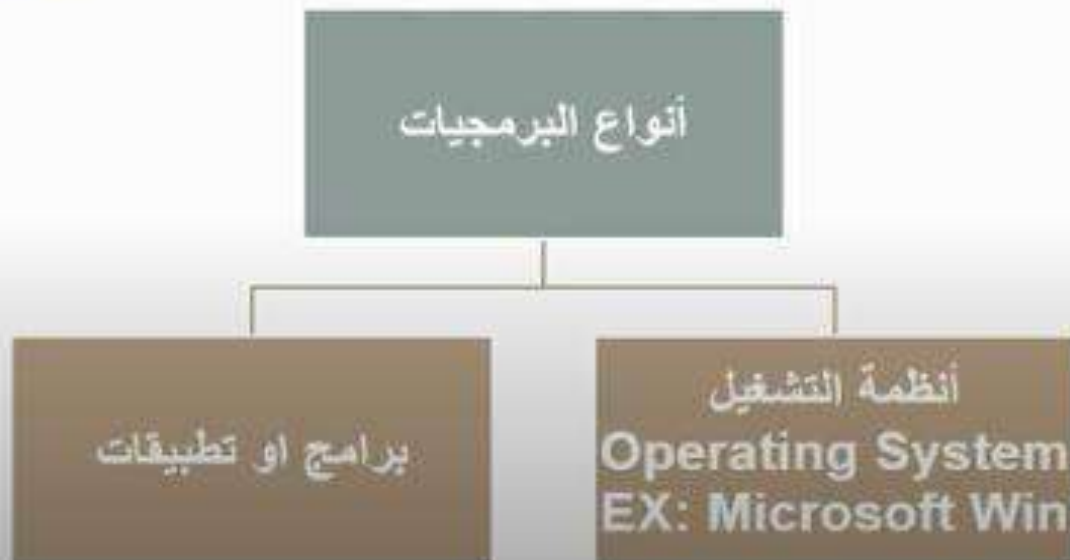 أنواع البرمجيات
أنظمة التشغيل
Operating System
EX: Microsoft Win
برامج او تطبيقات